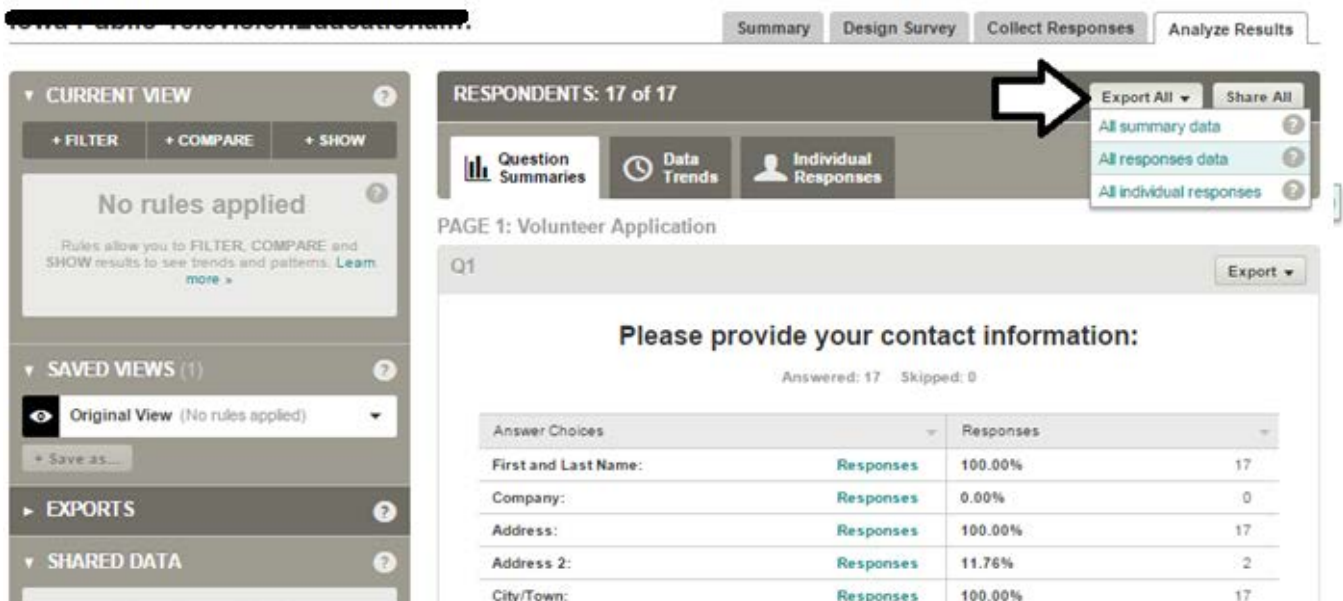 Summary Design Survey Collect Responses Analyze Results
CURRENT VIEW ?
+ FILTER + COMPARE + SHOW
No rules applied ?
Rules allow you to FILTER, COMPARE and
SHOW results to see trends and patterns. Learn
more »
SAVED VIEWS (1) ?
Original View (No rules applied)
+ Save as...
EXPORTS ?
SHARED DATA ?
RESPONDENTS: 17 of 17
Export All Share All
All summary data ?
All responses data ?
All individual responses ?
Question
Summaries
Data
Trends
Individual
Responses
PAGE 1: Volunteer Application
Q1 Export
Please provide your contact information:
Answered: 17 Skipped: 0
Answer Choices Responses
First and Last Name: Responses 100.00% 17
Company: Responses 0.00% 0
Address: Responses 100.00% 17
Address 2: Responses 11.76% 2
City/Town: Responses 100.00% 17